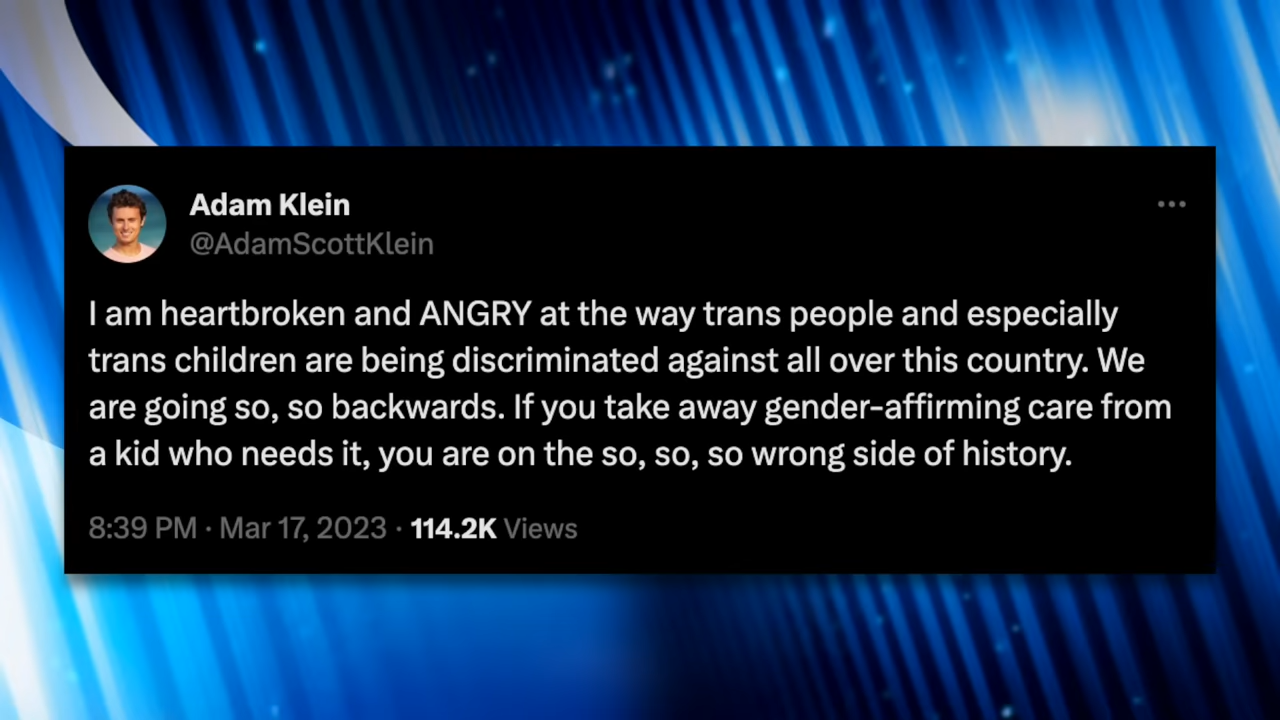 Adam Klein
@AdamScottKlein
I am heartbroken and ANGRY at the way trans people and especially
trans children are being discriminated against all over this country. We
are going so, so backwards. If you take away gender-affirming care from
a kid who needs it, you are on the so, so, so wrong side of history.
8:39 PM · Mar 17, 2023 · 114.2K Views